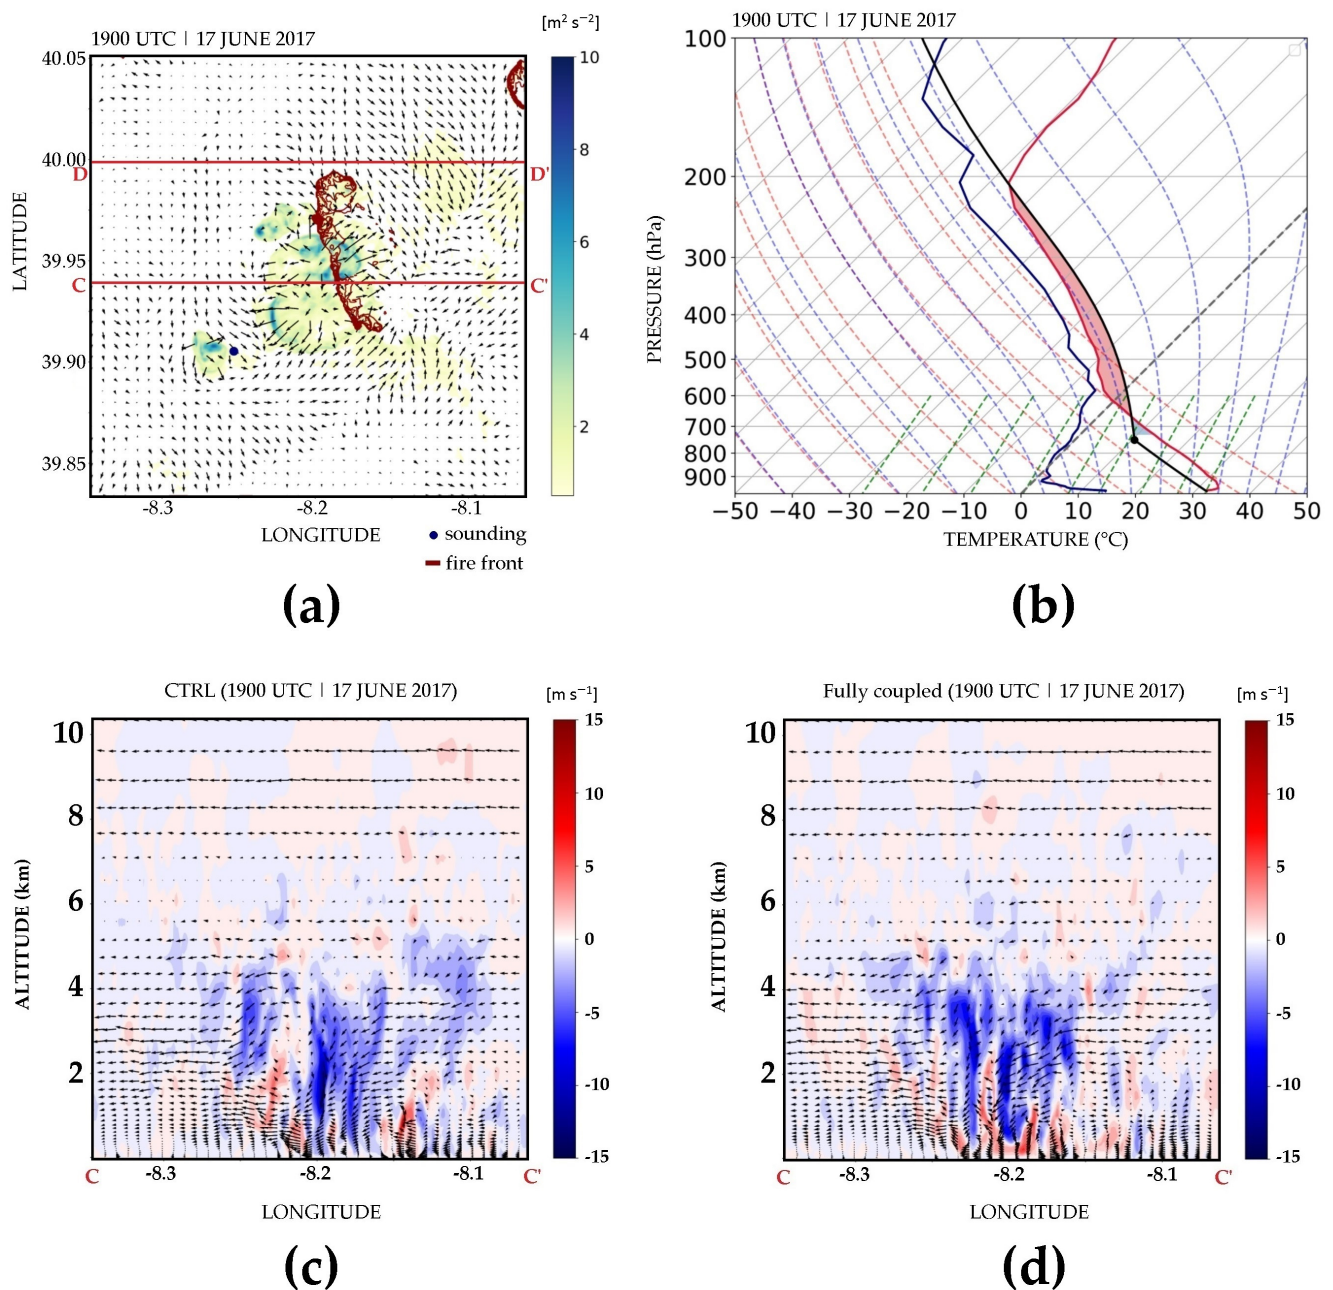 [m² s⁻²]
1900 UTC | 17 JUNE 2017
40.05
40.00
39.95
39.90
39.85
LATITUDE
D
D'
C
C'
10
8
6
4
2
-8.3
-8.2
-8.1
LONGITUDE
sounding
fire front
(a)
1900 UTC | 17 JUNE 2017
100
200
300
400
500
600
700
800
900
PRESSURE (hPa)
−50
−40
−30
−20
−10
0
10
20
30
40
50
TEMPERATURE (°C)
(b)
CTRL (1900 UTC | 17 JUNE 2017)
[m s⁻¹]
10
8
6
4
2
ALTITUDE (km)
15
10
5
0
-5
-10
-15
-8.3
-8.2
-8.1
C
C'
LONGITUDE
(c)
Fully coupled (1900 UTC | 17 JUNE 2017)
[m s⁻¹]
10
8
6
4
2
ALTITUDE (km)
15
10
5
0
-5
-10
-15
-8.3
-8.2
-8.1
C
C'
LONGITUDE
(d)